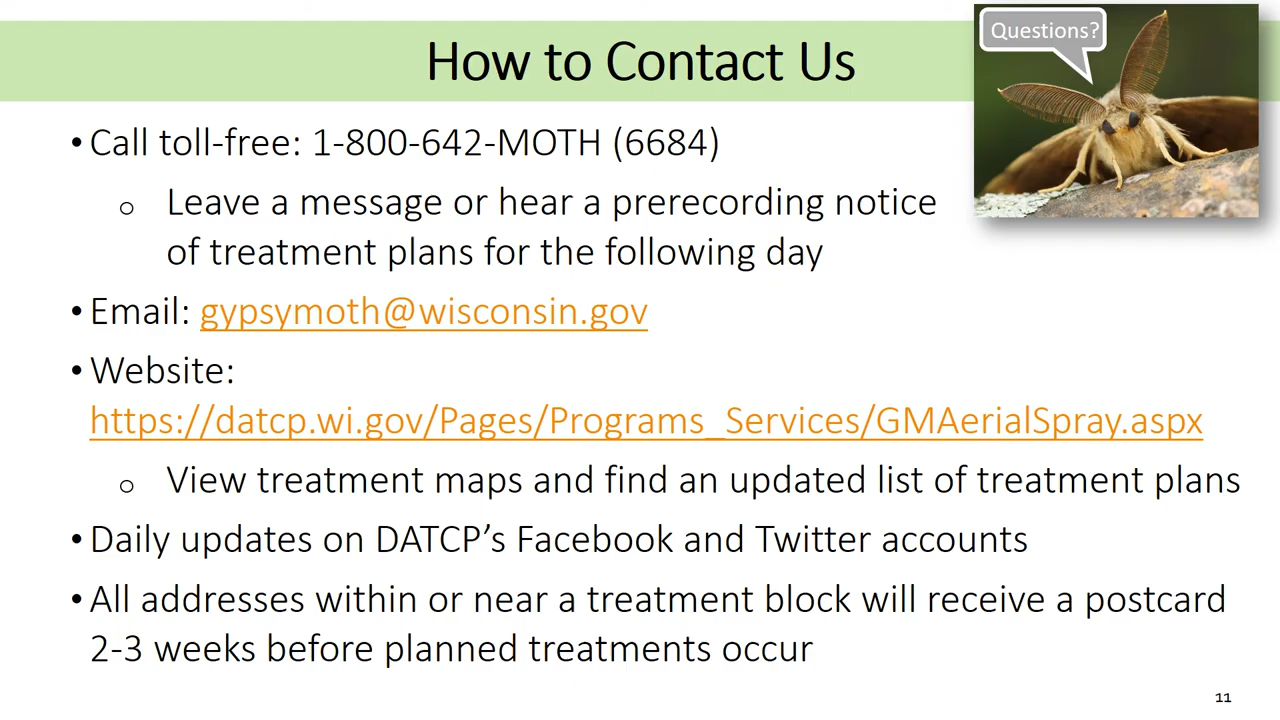 How to Contact Us
Questions?
• Call toll-free: 1-800-642-MOTH (6684)
o Leave a message or hear a prerecording notice
of treatment plans for the following day
• Email: gypsymoth@wisconsin.gov
• Website:
https://datcp.wi.gov/Pages/Programs_Services/GMAerialSpray.aspx
o View treatment maps and find an updated list of treatment plans
• Daily updates on DATCP’s Facebook and Twitter accounts
• All addresses within or near a treatment block will receive a postcard
2-3 weeks before planned treatments occur
11